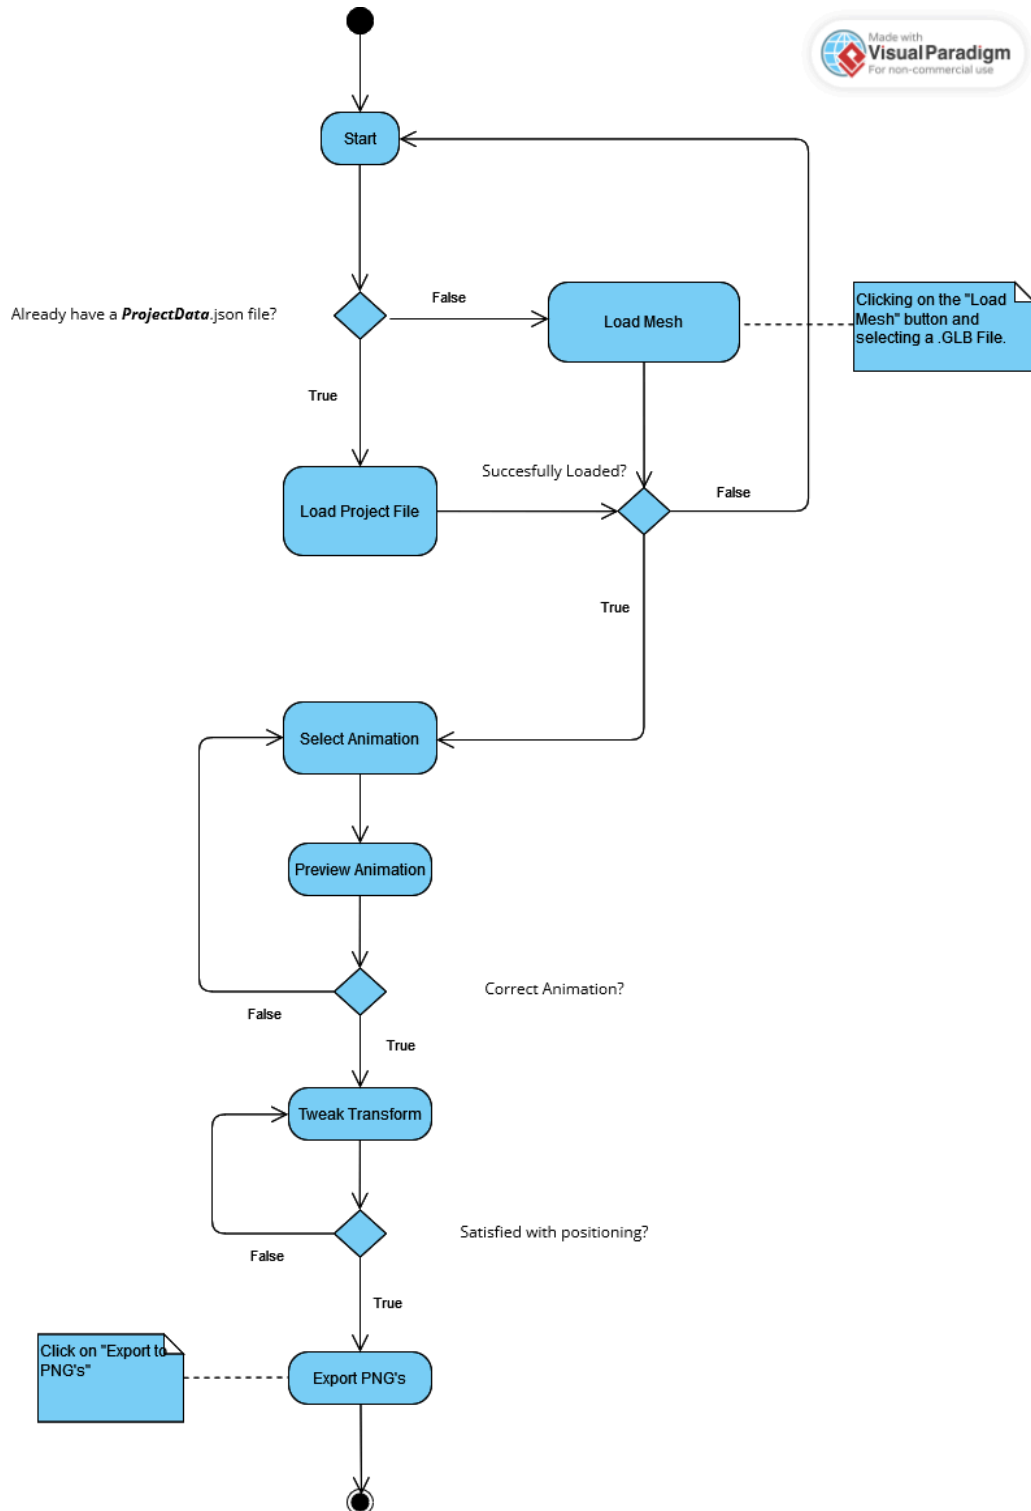 Made with
Visual Paradigm
For non-commercial use
Start
False
Already have a ProjectData.json file?
Load Mesh
Clicking on the "Load
Mesh" button and
selecting a .GLB File.
True
Succesfully Loaded?
False
Load Project File
True
Select Animation
Preview Animation
Correct Animation?
False
True
Tweak Transform
Satisfied with positioning?
False
True
Click on "Export to
PNG's"
Export PNG's